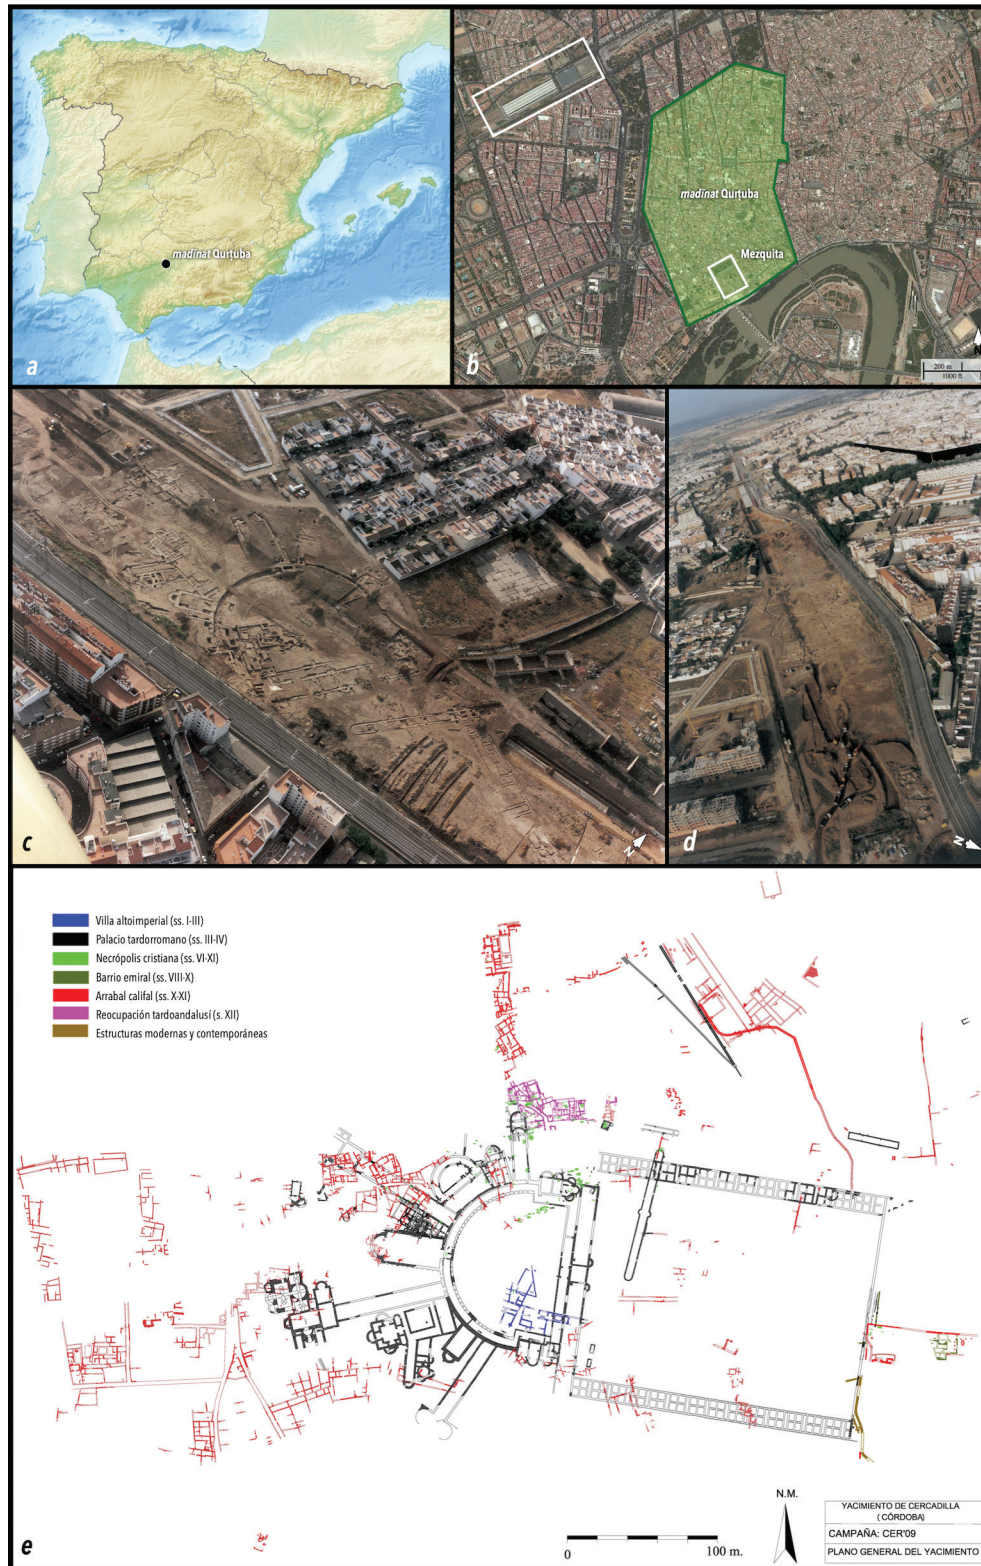 madīnat Qurṭuba
a
madīnat Qurṭuba
Mezquita
N
200 m
1000 ft
b
N
c
N
d
Villa altoimperial (ss. I-III)
Palacio tardorromano (ss. III-IV)
Necrópolis cristiana (ss. VI-XI)
Barrio emiral (ss. VIII-X)
Arrabal califal (ss. X-XI)
Reocupación tardoandalusí (s. XII)
Estructuras modernas y contemporáneas
e
0 100 m.
N.M.
YACIMIENTO DE CERCADILLA
( CÓRDOBA)
CAMPAÑA: CER'09
PLANO GENERAL DEL YACIMIENTO